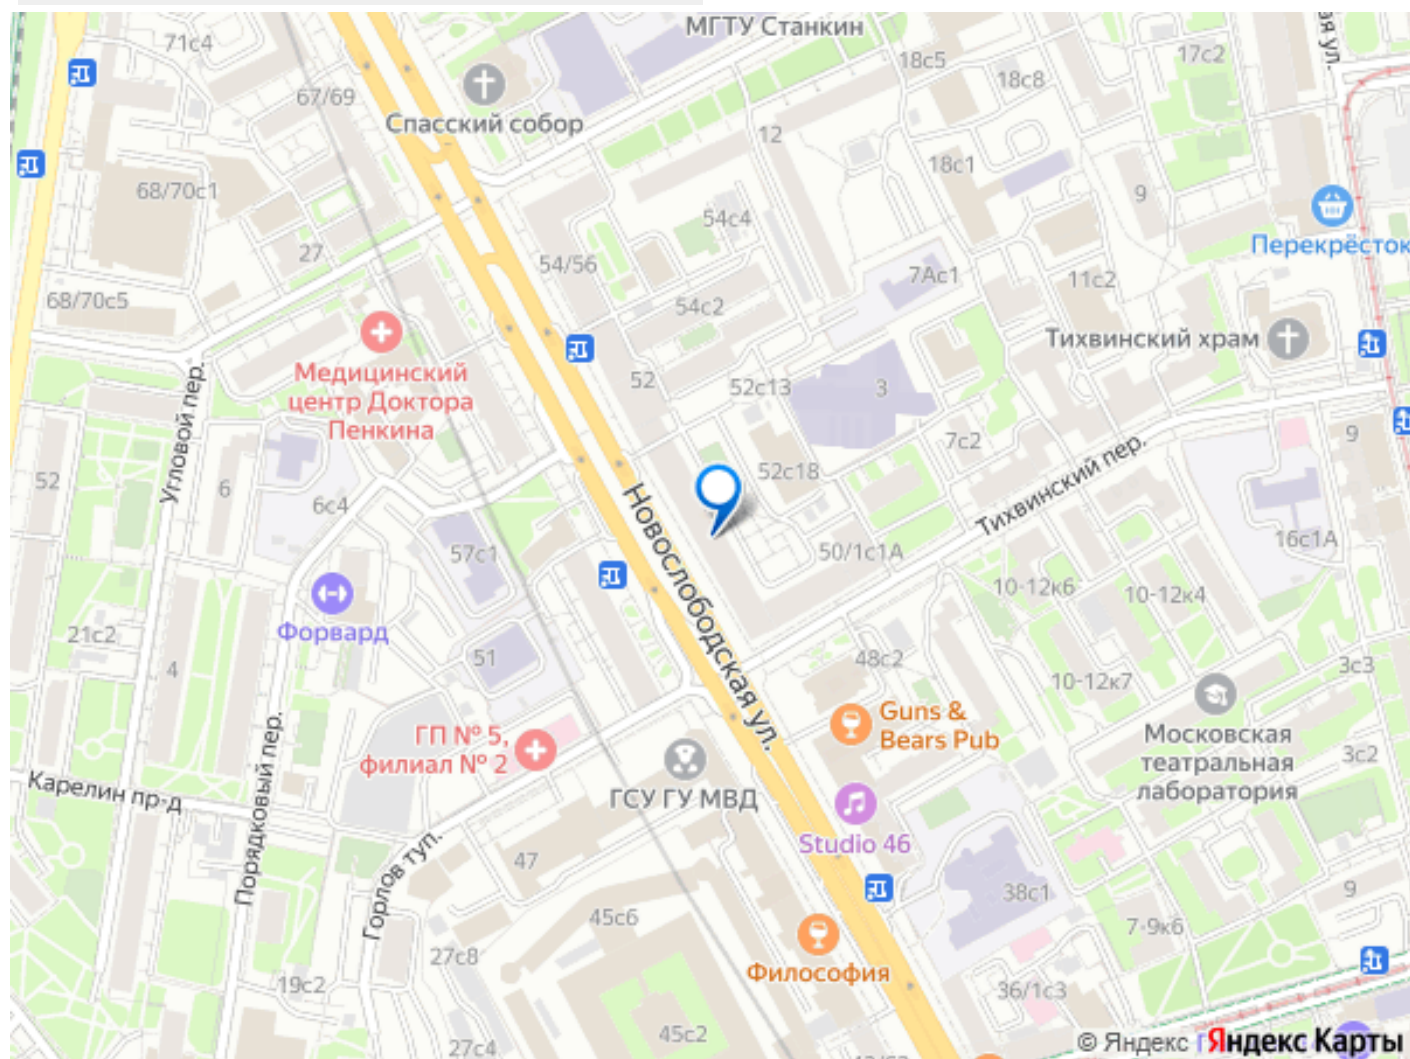 МГТУ Станкин
71с4
18с5
17с2
18с8
67/69
Спасский собор
12
18с1
68/70с1
9
54с4
Перекрёсток
27
54/56
7Ас1
11с2
68/70с5
54с2
Тихвинский храм
Медицинский
центр Доктора
Пенкина
52
52с13
3
Угловой пер.
7с2
9
52
6
6с4
52с18
Тихвинский пер.
Новослободская ул.
57с1
50/1с1А
16с1А
10-12к6
10-12к4
Форвард
21с2
51
48с2
4
10-12к7
3с3
Guns &
Bears Pub
ГП № 5,
филиал № 2
Московская
театральная
лаборатория
3с2
Карелин пр-д
Порядковый пер.
ГСУ ГУ МВД
Studio 46
Горлов туп.
47
38с1
9
45с6
7-9к6
27с8
Философия
19с2
36/1с3
45с2
27с4
© Яндекс
Яндекс Карты